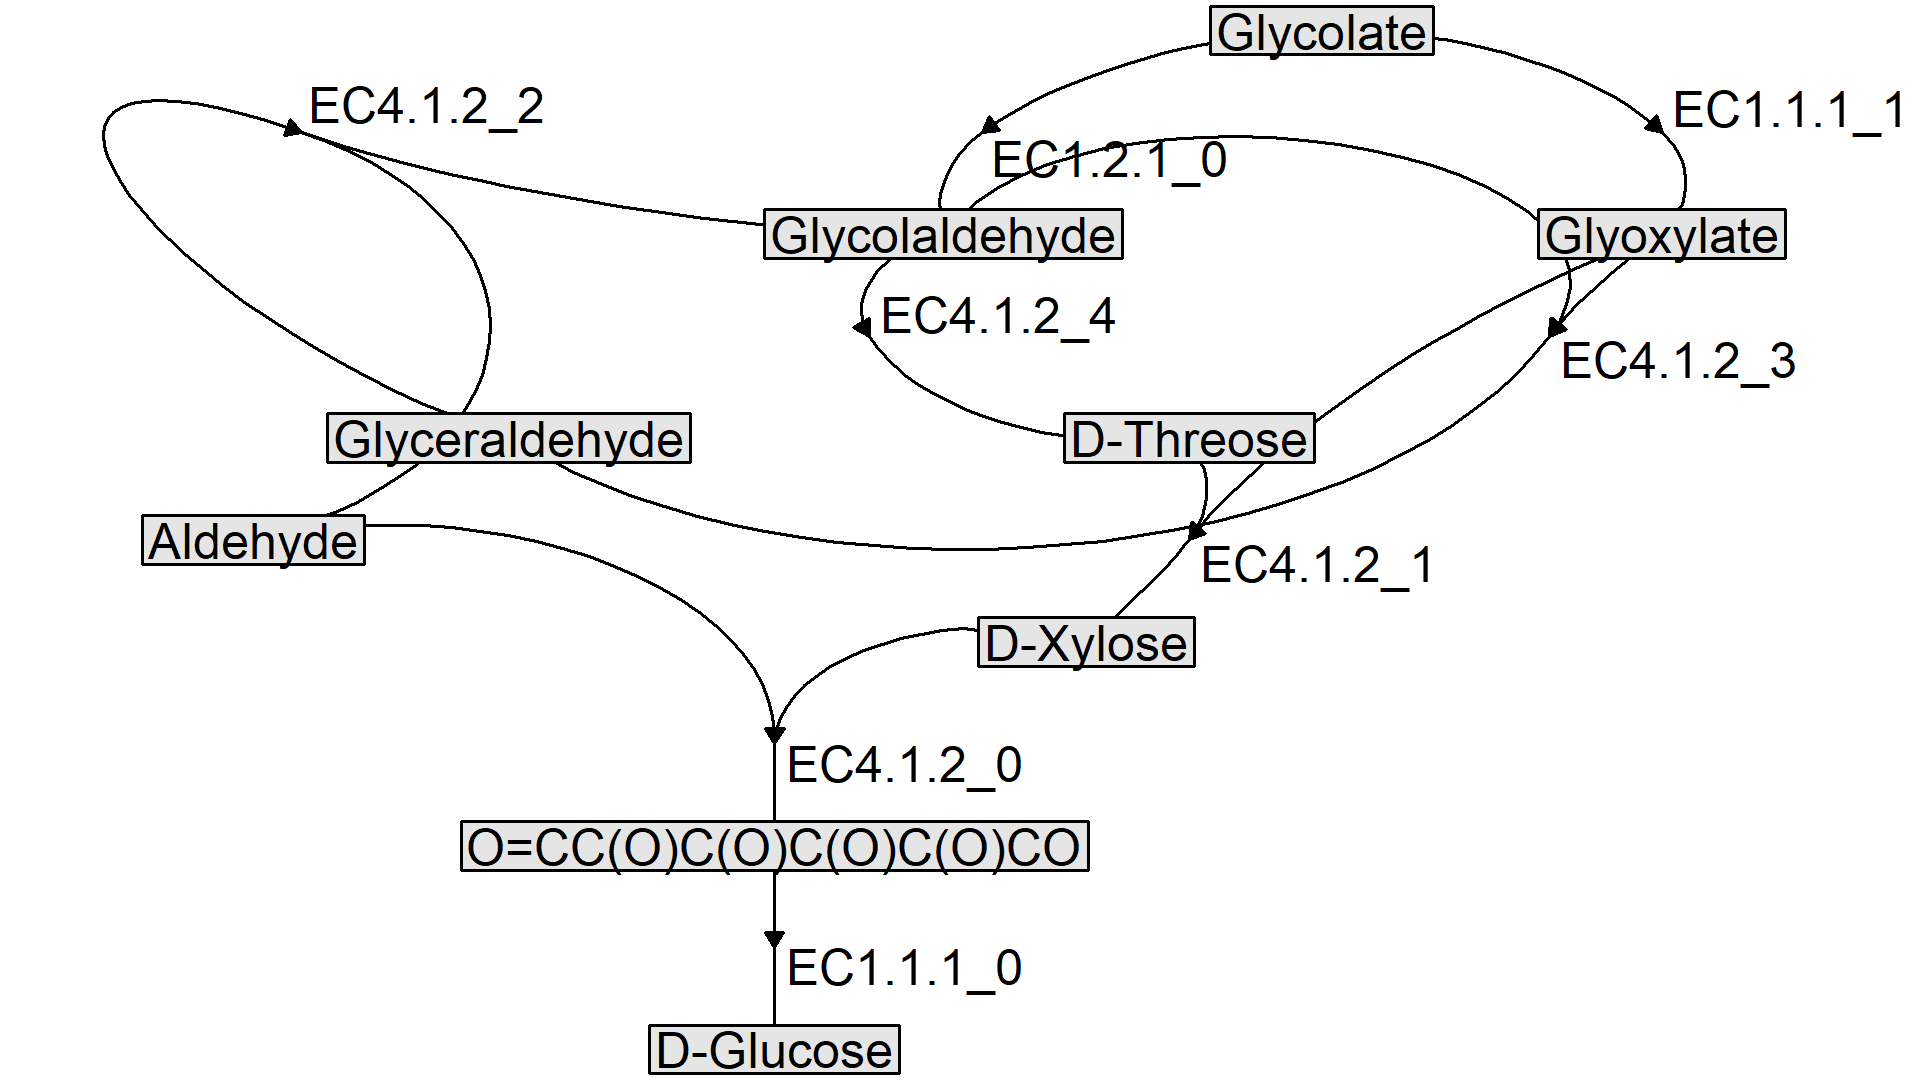 Glycolate
EC4.1.2_2
EC1.1.1_1
EC1.2.1_0
Glycolaldehyde
Glyoxylate
EC4.1.2_4
EC4.1.2_3
Glyceraldehyde
D-Threose
Aldehyde
EC4.1.2_1
D-Xylose
EC4.1.2_0
O=CC(O)C(O)C(O)C(O)CO
EC1.1.1_0
D-Glucose